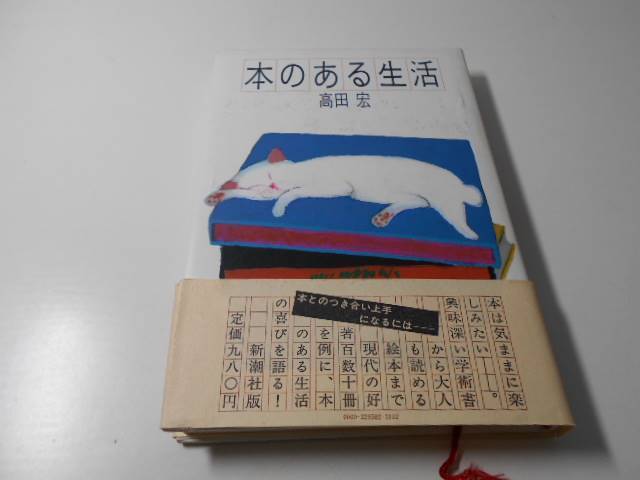 本のある生活
高田 宏
本とのつき合い上手
になるには---
本は気ままに楽
しみたい——。
興味深い学術書
から大人
も読める
絵本まで
現代の好
著百数十冊
を例に、本
のある生活
の喜びを語る!
——新潮社版
定価九八〇円